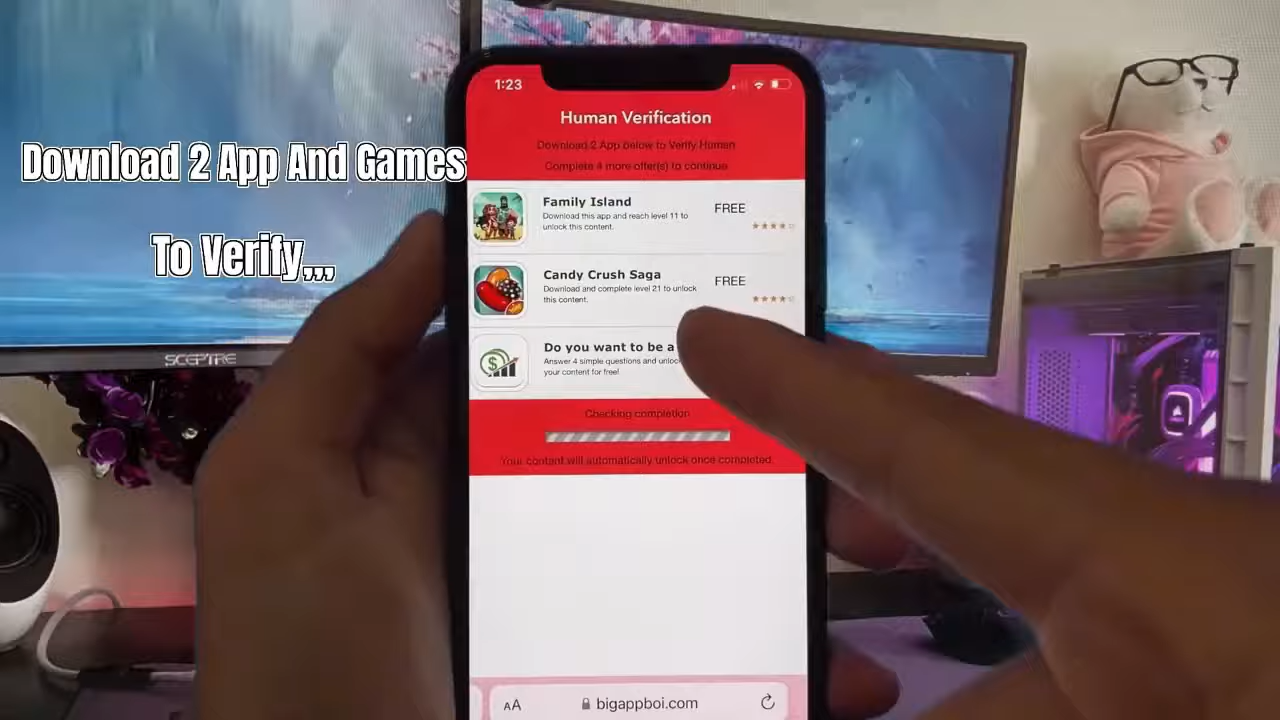 Download 2 App And Games
To Verify,,,
SCEPTRE
1:23
Human Verification
Download 2 App below to Verify Human
Complete 4 more offer(s) to continue
Family Island
Download this app and reach level 11 to
unlock this content.
FREE
Candy Crush Saga
Download and complete level 21 to unlock
this content.
FREE
Do you want to be a
Answer 4 simple questions and unlock
your content for free!
Checking completion
Your content will automatically unlock once completed.
AA
bigappboi.com